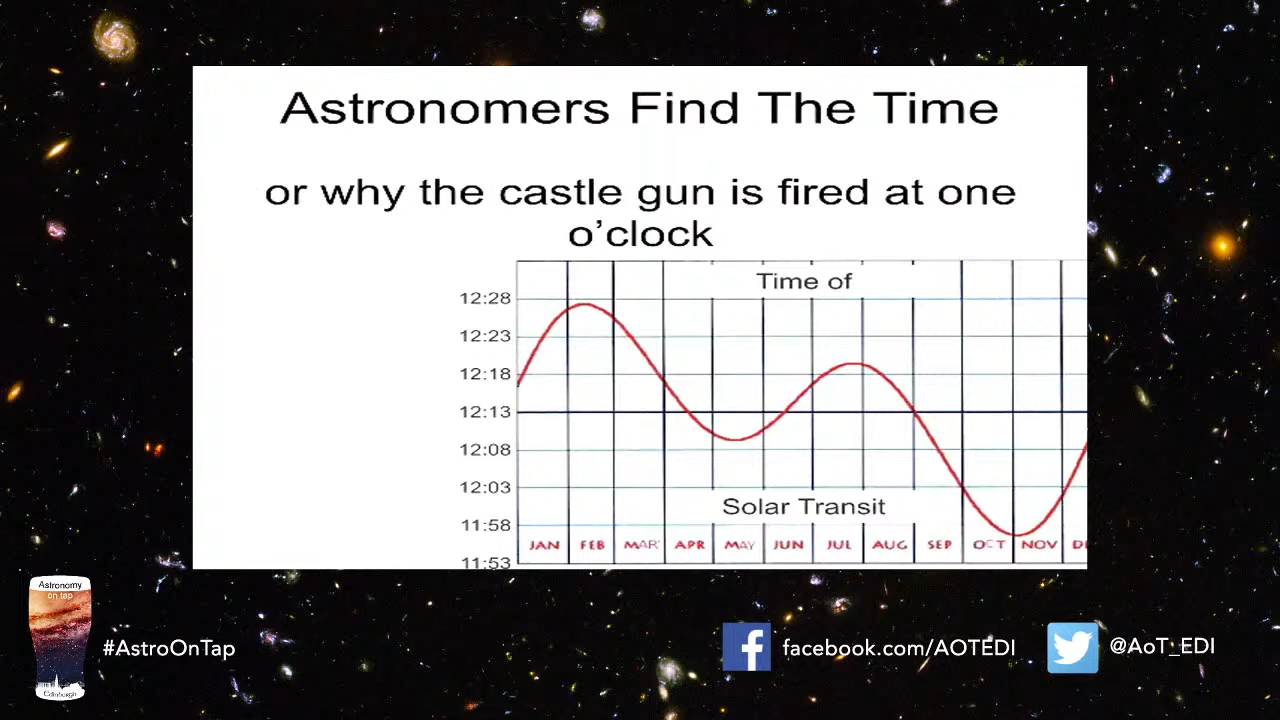 Astronomers Find The Time
or why the castle gun is fired at one
o’clock
Time of
12:28
12:23
12:18
12:13
12:08
12:03
Solar Transit
11:58
JAN FEB MAR APR MAY JUN JUL AUG SEP OCT NOV
11:53
Astronomy
on tap
Edinburgh
#AstroOnTap
facebook.com/AOTEDI
@AoT_EDI